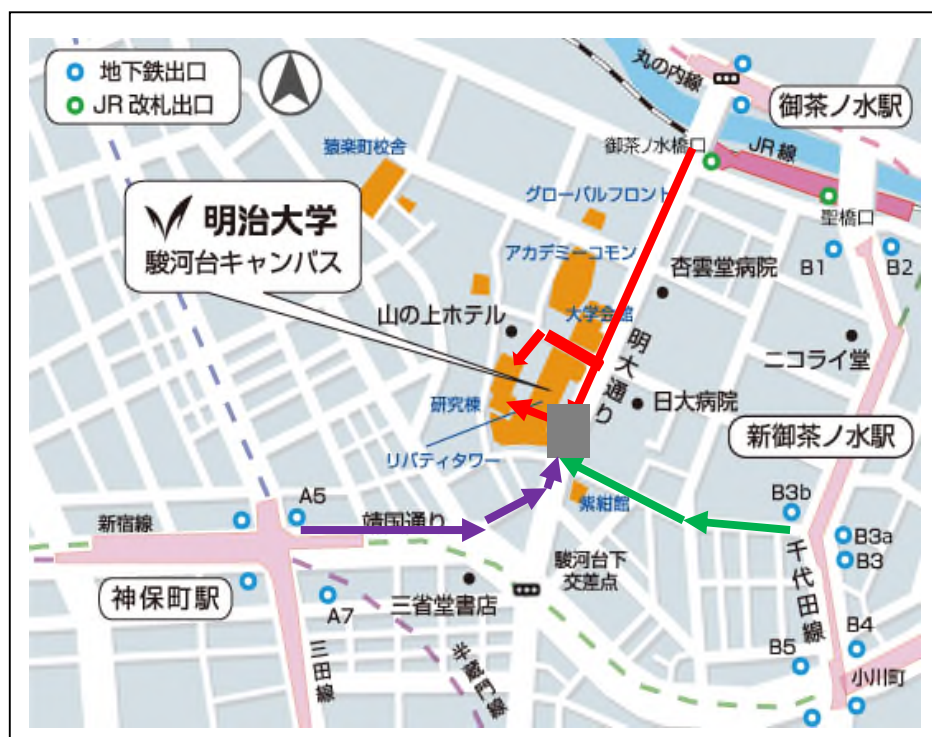 地下鉄出口
JR改札出口
丸の内線
御茶ノ水駅
御茶ノ水橋口
JR線
猿楽町校舎
グローバルフロント
聖橋口
明治大学
駿河台キャンパス
アカデミーコモン
杏雲堂病院
B1
B2
山の上ホテル
大学会館
明大通り
ニコライ堂
研究棟
日大病院
リバティタワー
新御茶ノ水駅
A5
紫紺館
B3b
新宿線
靖国通り
B3a
B3
千代田線
駿河台下
交差点
神保町駅
A7
三省堂書店
三田線
半蔵門線
B4
B5
小川町